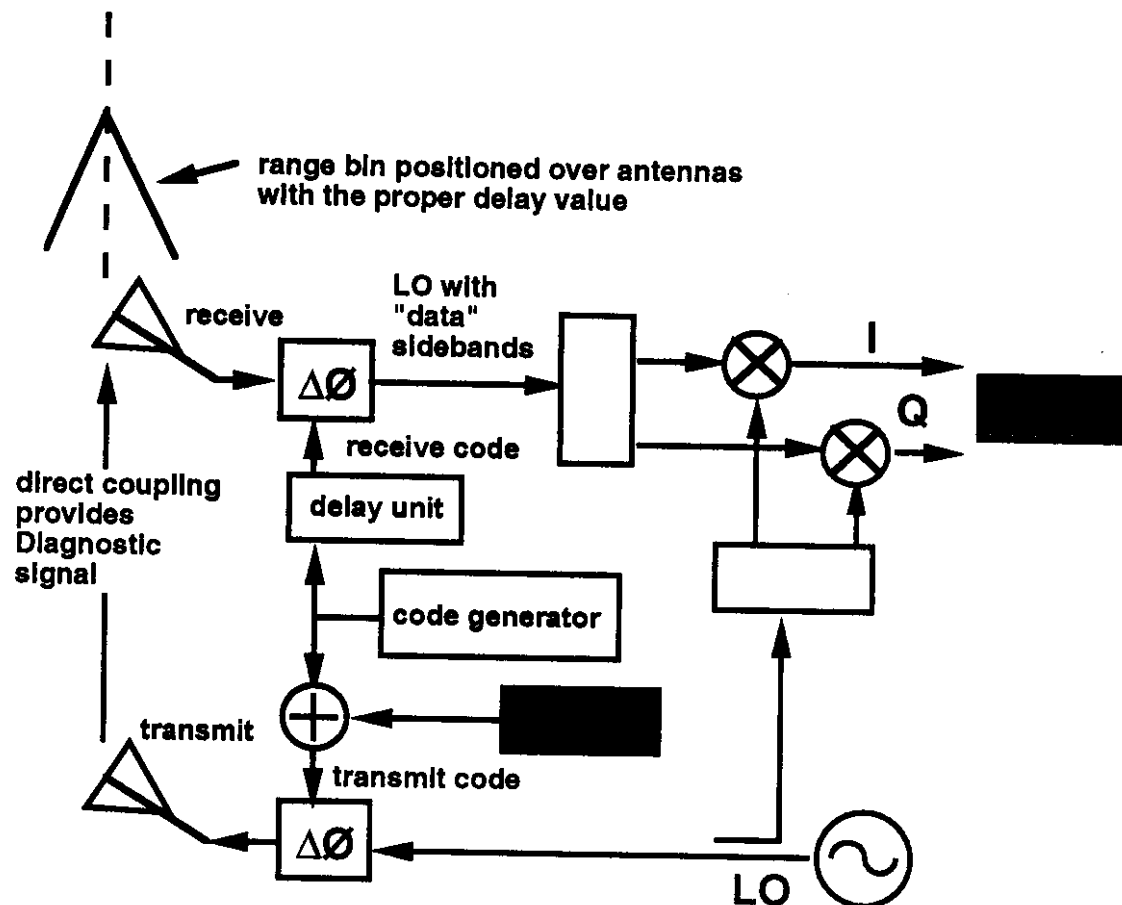 range bin positioned over antennas
with the proper delay value
receive
LO with
"data"
sidebands
I
ΔØ
Q
receive code
direct coupling
provides
Diagnostic
signal
delay unit
code generator
transmit
transmit code
ΔØ
LO